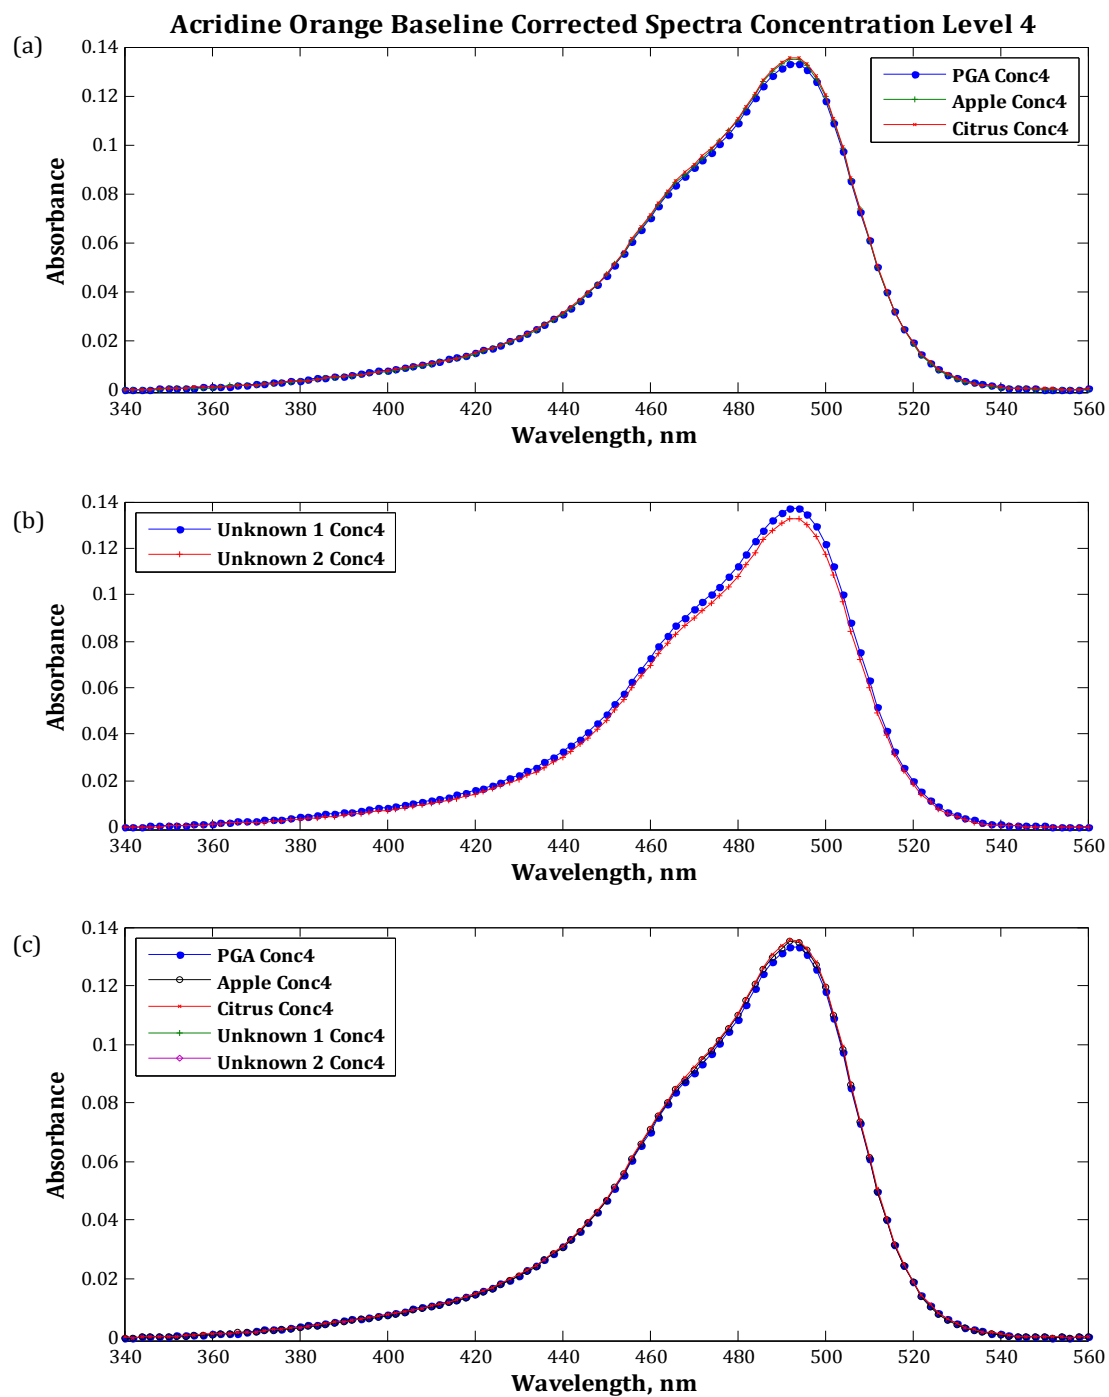 Acridine Orange Baseline Corrected Spectra Concentration Level 4
(a)
0.14
0.12
0.1
0.08
0.06
0.04
0.02
0
Absorbance
PGA Conc4
Apple Conc4
Citrus Conc4
340 360 380 400 420 440 460 480 500 520 540 560
Wavelength, nm
(b)
0.14
0.12
0.1
0.08
0.06
0.04
0.02
0
Absorbance
Unknown 1 Conc4
Unknown 2 Conc4
340 360 380 400 420 440 460 480 500 520 540 560
Wavelength, nm
(c)
0.14
0.12
0.1
0.08
0.06
0.04
0.02
0
Absorbance
PGA Conc4
Apple Conc4
Citrus Conc4
Unknown 1 Conc4
Unknown 2 Conc4
340 360 380 400 420 440 460 480 500 520 540 560
Wavelength, nm